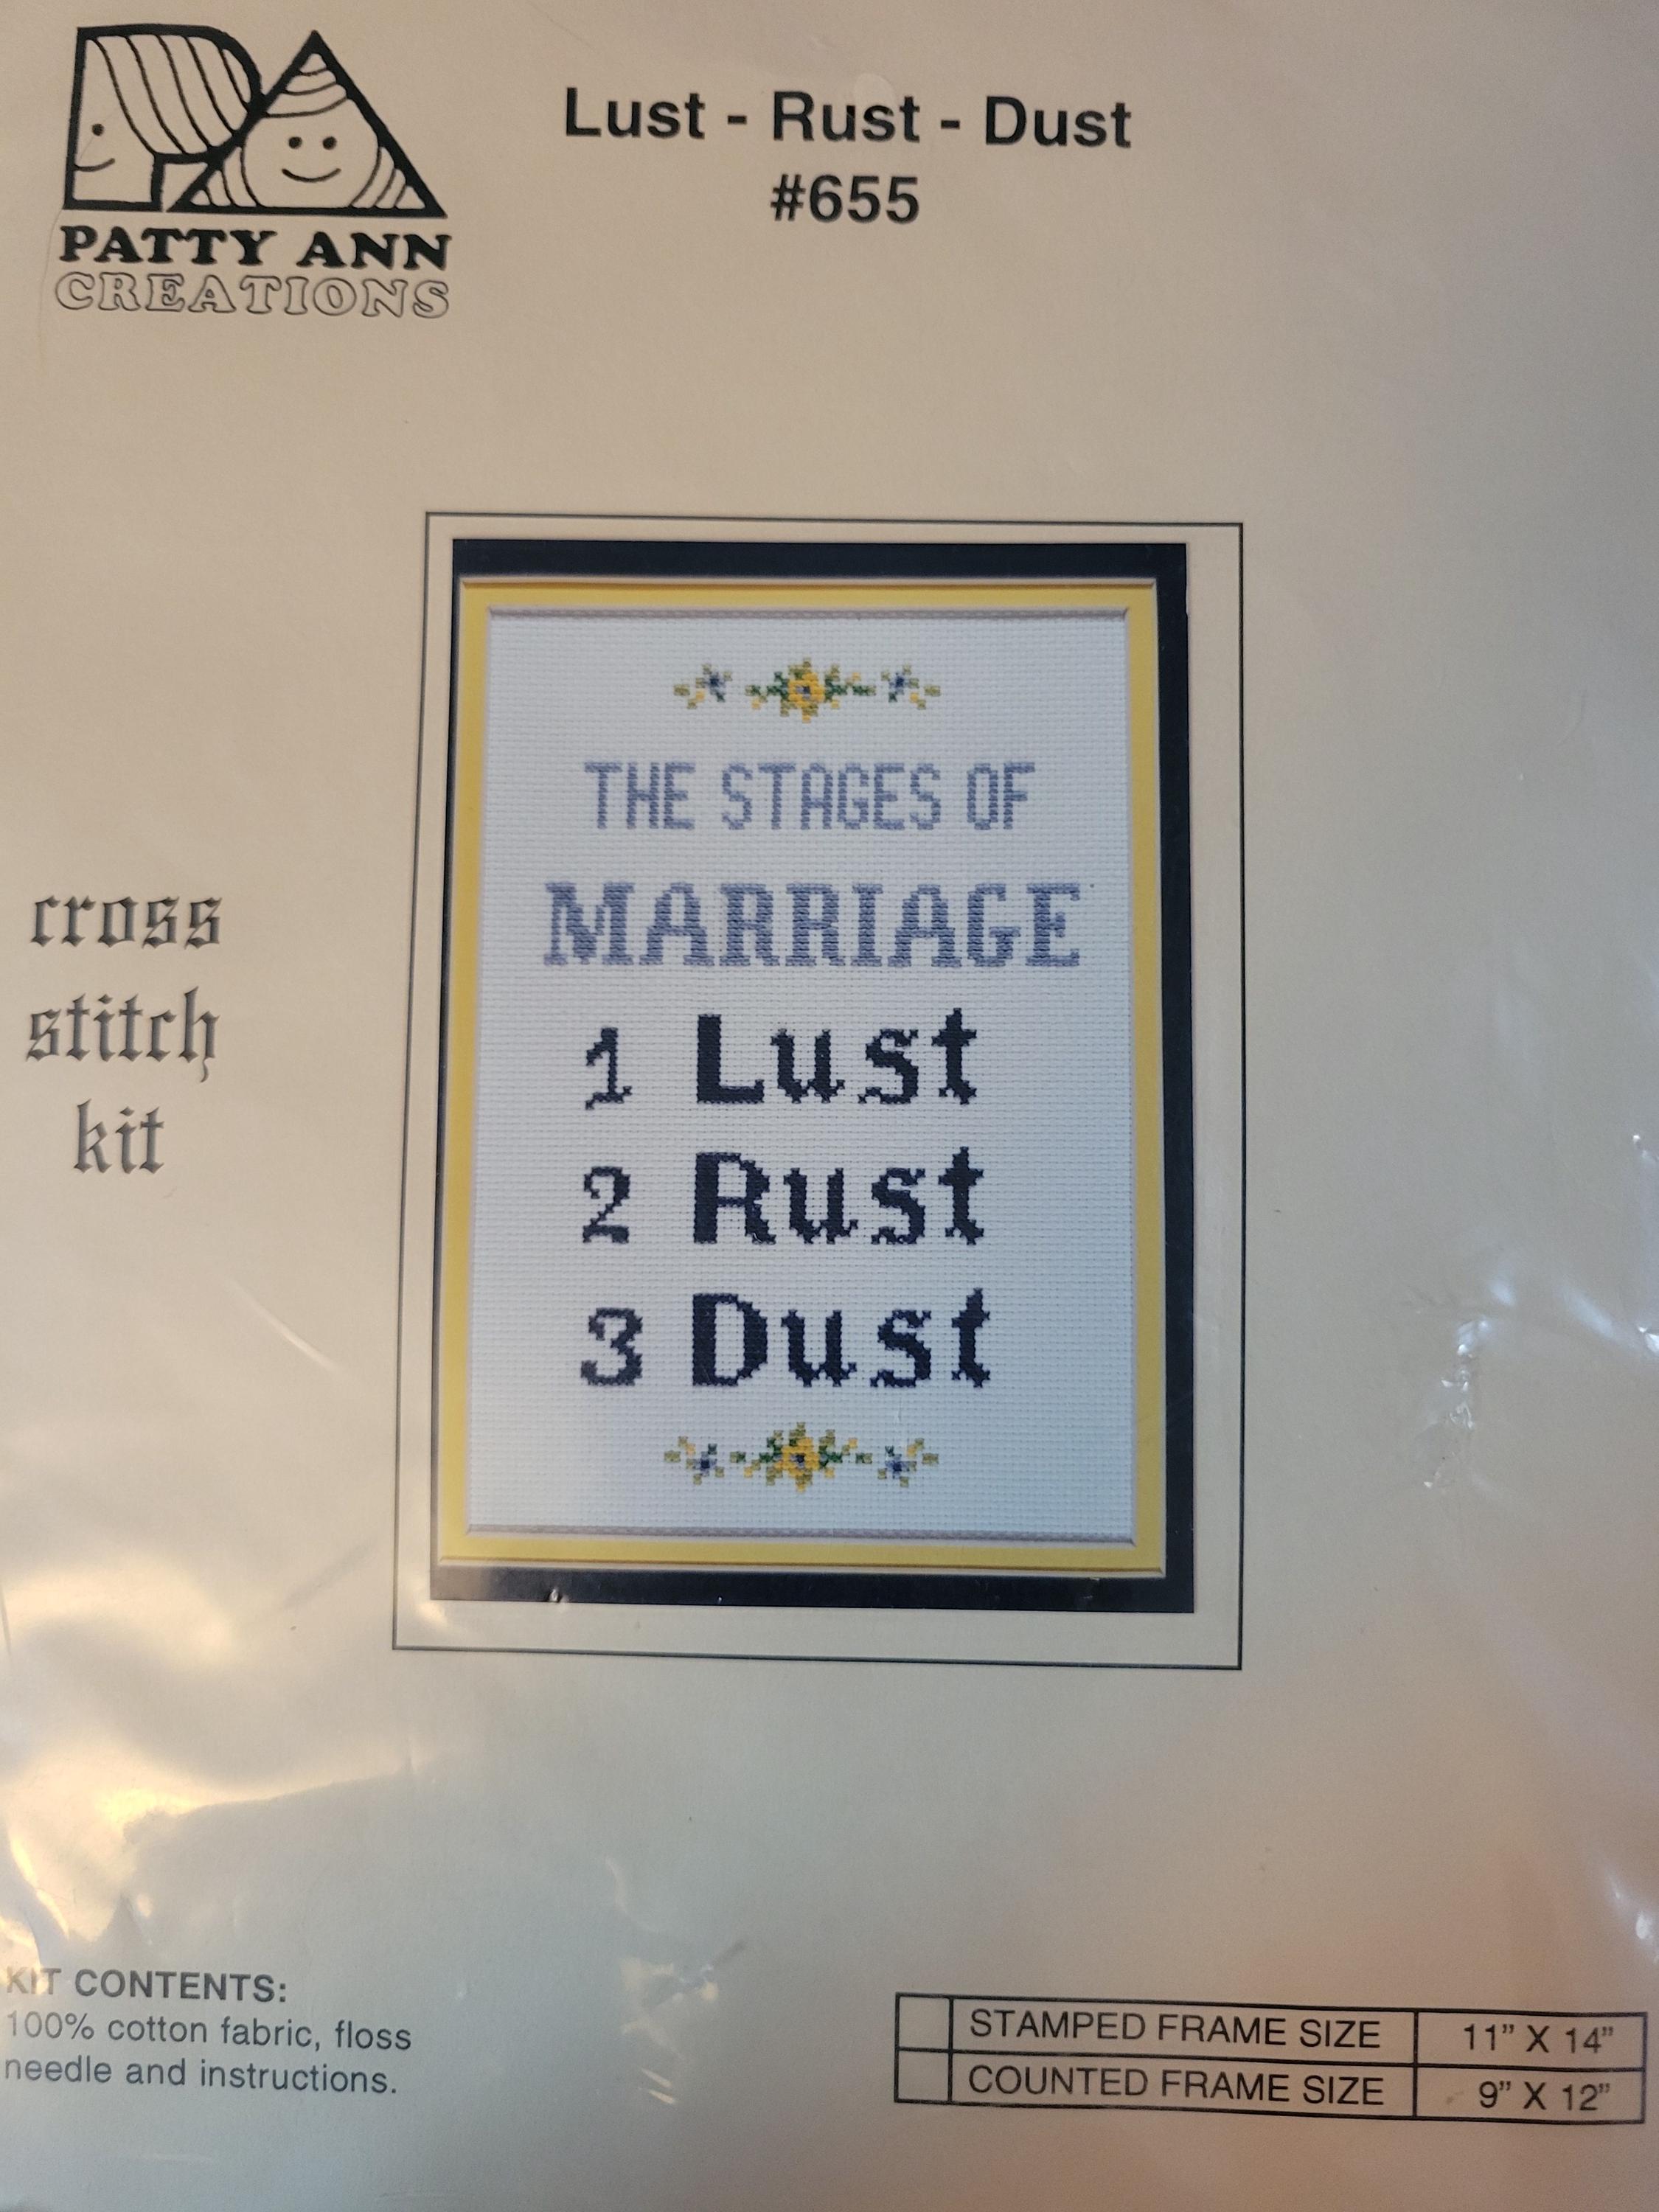 PATTY ANN
CREATIONS
Lust - Rust - Dust
#655
THE STAGES OF
MARRIAGE
1 Lust
2 Rust
3 Dust
cross
stitch
kit
KIT CONTENTS:
100% cotton fabric, floss
needle and instructions.
STAMPED FRAME SIZE 11” X 14”
COUNTED FRAME SIZE 9” X 12”